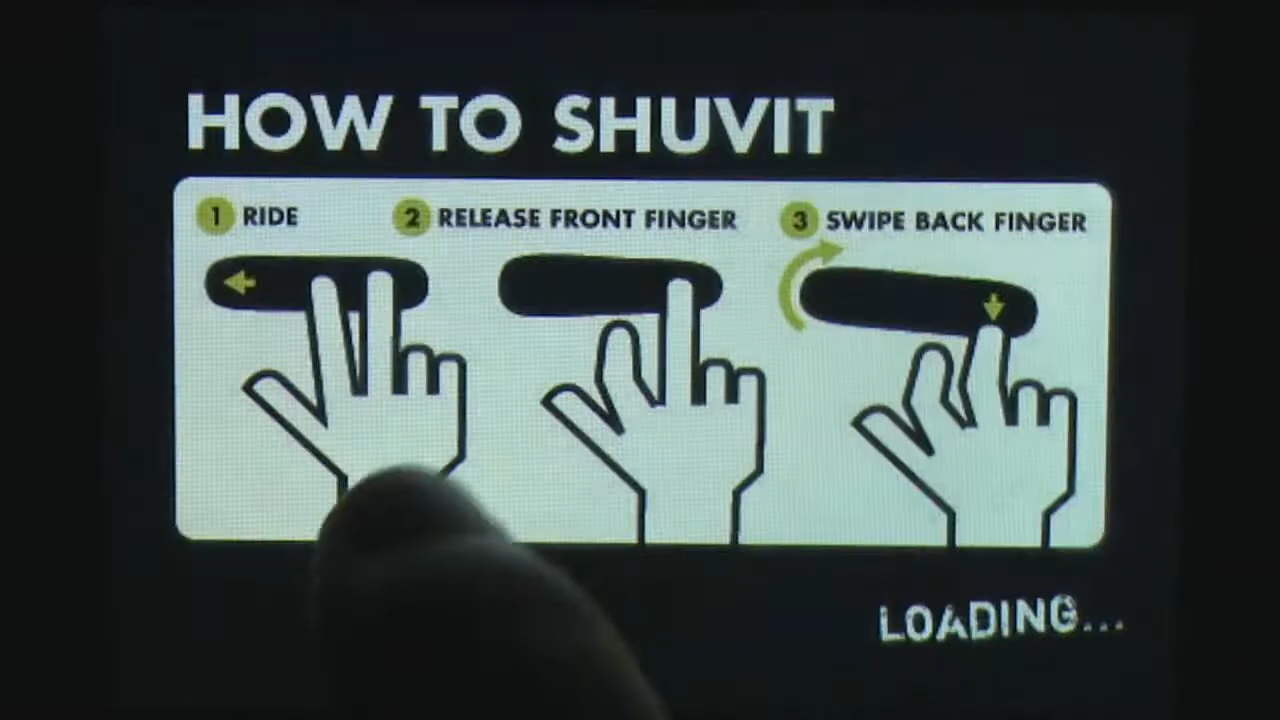 HOW TO SHUVIT
1 RIDE
2 RELEASE FRONT FINGER
3 SWIPE BACK FINGER
LOADING...